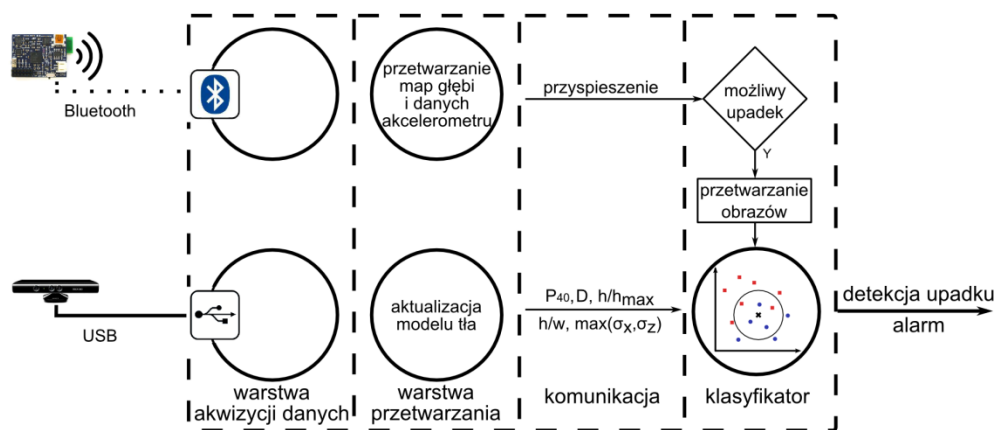 Bluetooth
przetwarzanie
map głębi
i danych
akcelerometru
przyspieszenie
możliwy
upadek
Y
przetwarzanie
obrazów
USB
aktualizacja
modelu tła
P₄₀, D, h/hmax
h/w, max(σx,σz)
detekcja upadku
alarm
warstwa
akwizycji danych
warstwa
przetwarzania
komunikacja
klasyfikator